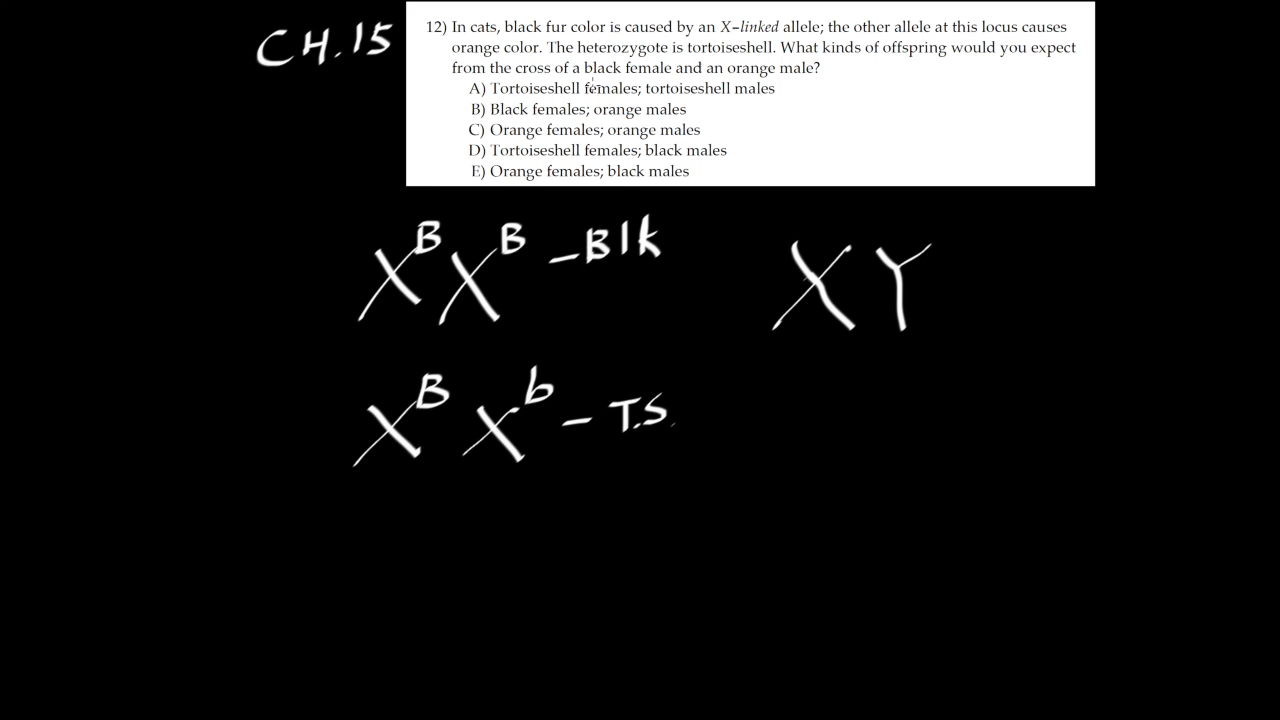 CH.15
12) In cats, black fur color is caused by an X-linked allele; the other allele at this locus causes
orange color. The heterozygote is tortoiseshell. What kinds of offspring would you expect
from the cross of a black female and an orange male?
A) Tortoiseshell females; tortoiseshell males
B) Black females; orange males
C) Orange females; orange males
D) Tortoiseshell females; black males
E) Orange females; black males
X^B X^B - Blk
X Y
X^B X^b - T.S.